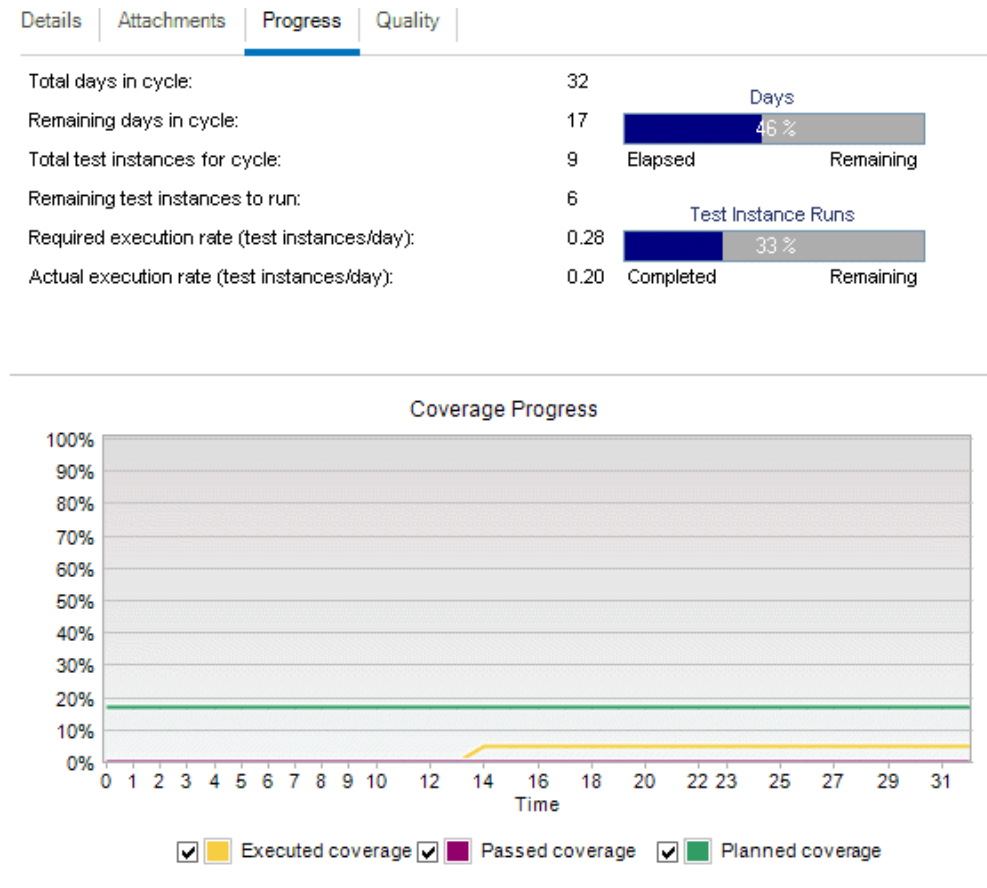 Details Attachments Progress Quality
Total days in cycle: 32
Days
Remaining days in cycle: 17
46 %
Total test instances for cycle: 9
Elapsed Remaining
Remaining test instances to run: 6
Test Instance Runs
Required execution rate (test instances/day): 0.28
33 %
Actual execution rate (test instances/day): 0.20
Completed Remaining
Coverage Progress
100%
90%
80%
70%
60%
50%
40%
30%
20%
10%
0%
0 1 2 3 4 5 6 7 8 9 10 12 14 16 18 20 22 23 25 27 29 31
Time
Executed coverage Passed coverage Planned coverage